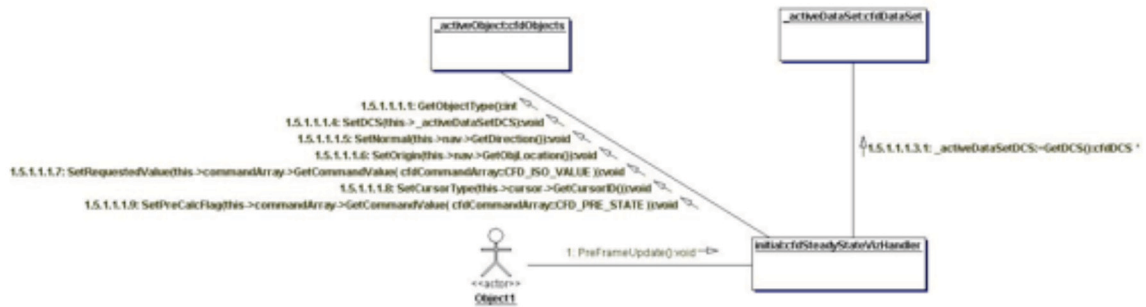 _activeObject:cfdObjects
_activeDataSet:cfdDataSet
1.5.1.1.1.1: GetObjectType():int
1.5.1.1.1.4: SetDCS(this->_activeDataSetDCS):void
1.5.1.1.1.5: SetNormal(this->nav->GetDirection()):void
1.5.1.1.1.6: SetOrigin(this->nav->GetObjLocation()):void
1.5.1.1.1.7: SetRequestedValue(this->commandArray->GetCommandValue( cfdCommandArray::CFD_ISO_VALUE )):void
1.5.1.1.1.8: SetCursorType(this->cursor->GetCursorID()):void
1.5.1.1.1.9: SetPreCalcFlag(this->commandArray->GetCommandValue( cfdCommandArray::CFD_PRE_STATE )):void
1.5.1.1.1.3.1: _activeDataSetDCS:=GetDCS():cfdDCS *
1: PreFrameUpdate():void
initial:cfdSteadyStateVizHandler
<<actor>>
Object1